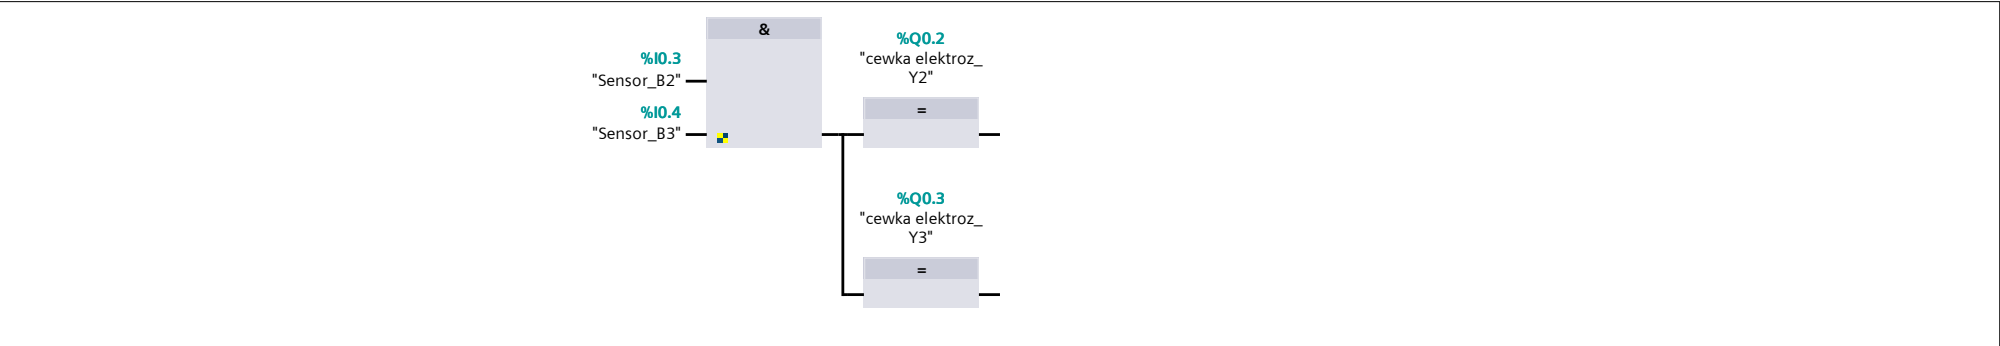 &
%I0.3
"Sensor_B2"
%I0.4
"Sensor_B3"
%Q0.2
"cewka elektroz_
Y2"
=
%Q0.3
"cewka elektroz_
Y3"
=